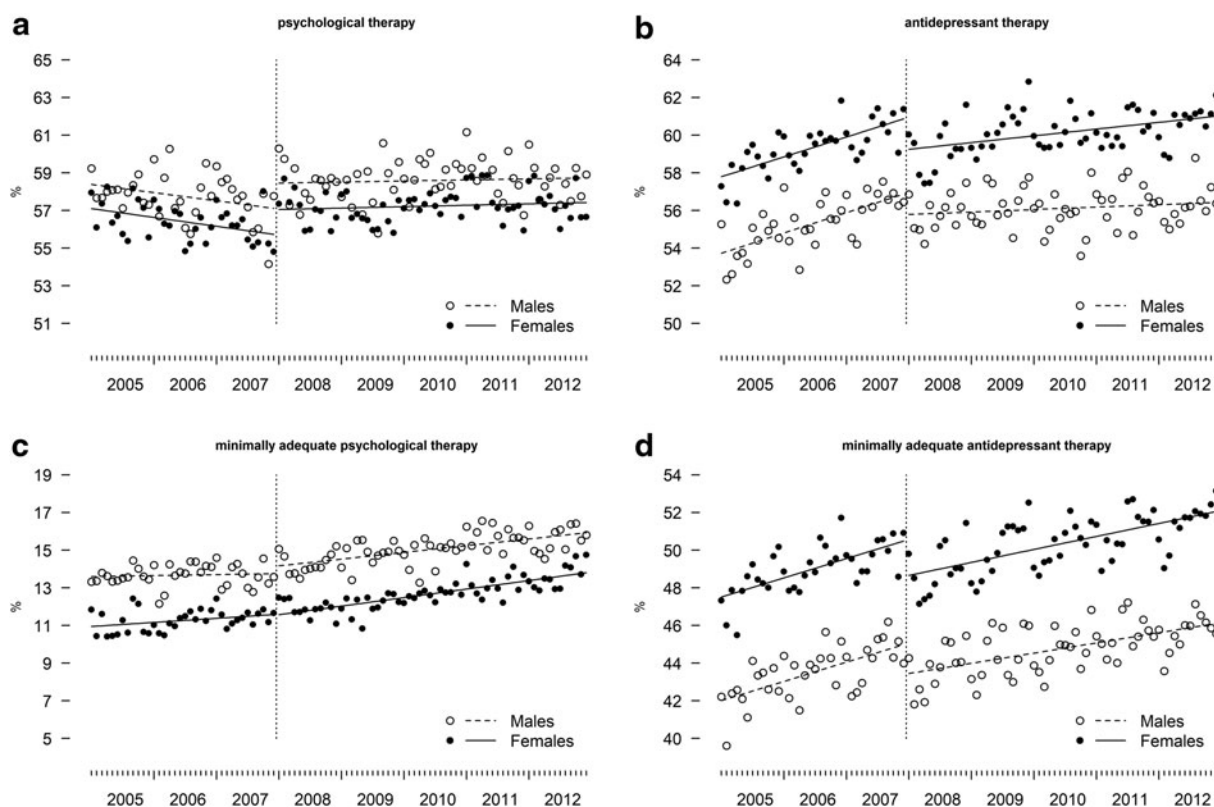 a
psychological therapy
65
63
61
59
57
55
53
51
%
Males
Females
2005 2006 2007 2008 2009 2010 2011 2012
b
antidepressant therapy
64
62
60
58
56
54
52
50
%
Males
Females
2005 2006 2007 2008 2009 2010 2011 2012
c
minimally adequate psychological therapy
19
17
15
13
11
9
7
5
%
Males
Females
2005 2006 2007 2008 2009 2010 2011 2012
d
minimally adequate antidepressant therapy
54
52
50
48
46
44
42
40
%
Males
Females
2005 2006 2007 2008 2009 2010 2011 2012